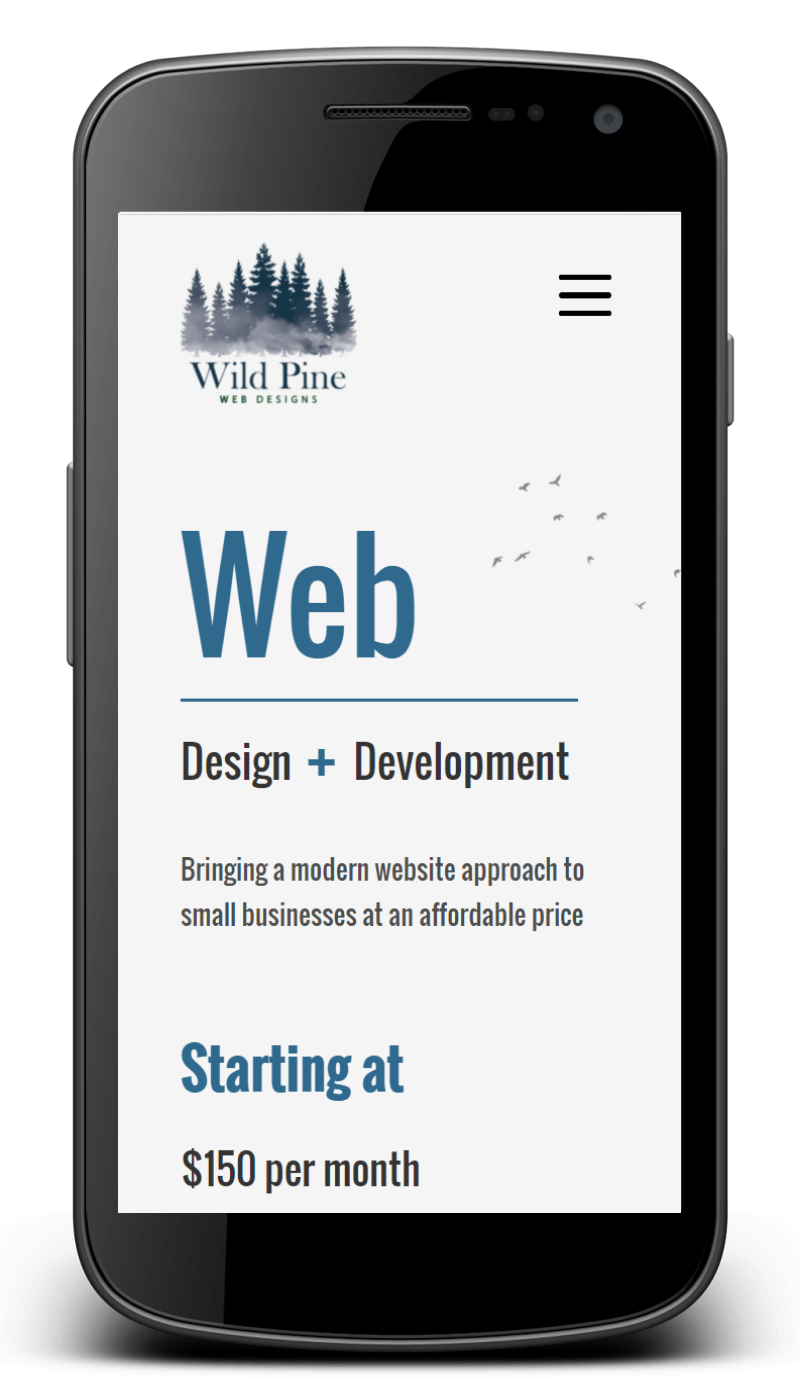 Wild Pine
WEB DESIGNS
Web
Design + Development
Bringing a modern website approach to
small businesses at an affordable price
Starting at
$150 per month